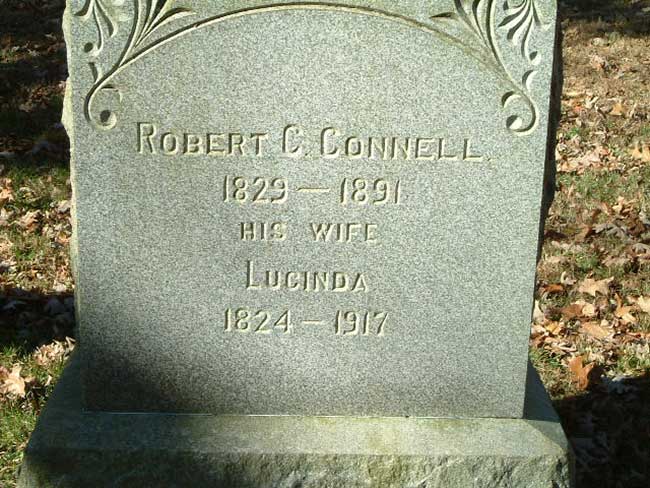 ROBERT C. CONNELL.
1829 — 1891
HIS WIFE
LUCINDA
1824 — 1917